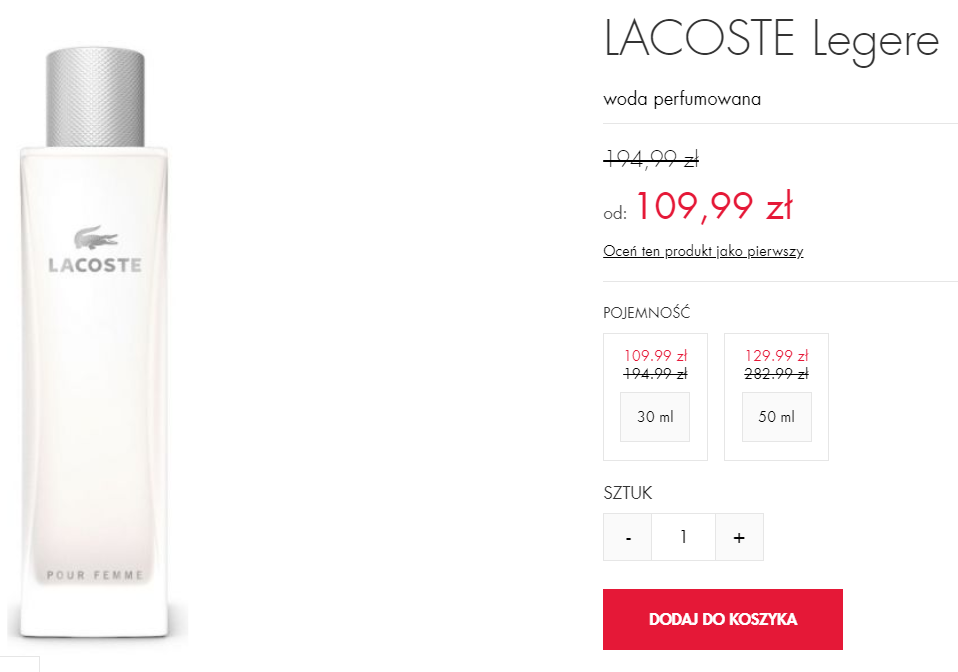 LACOSTE
POUR FEMME
LACOSTE Legere
woda perfumowana
194,99 zł
od: 109,99 zł
Oceń ten produkt jako pierwszy
POJEMNOŚĆ
109.99 zł 129.99 zł
194.99 zł 282.99 zł
30 ml 50 ml
SZTUK
- 1 +
DODAJ DO KOSZYKA